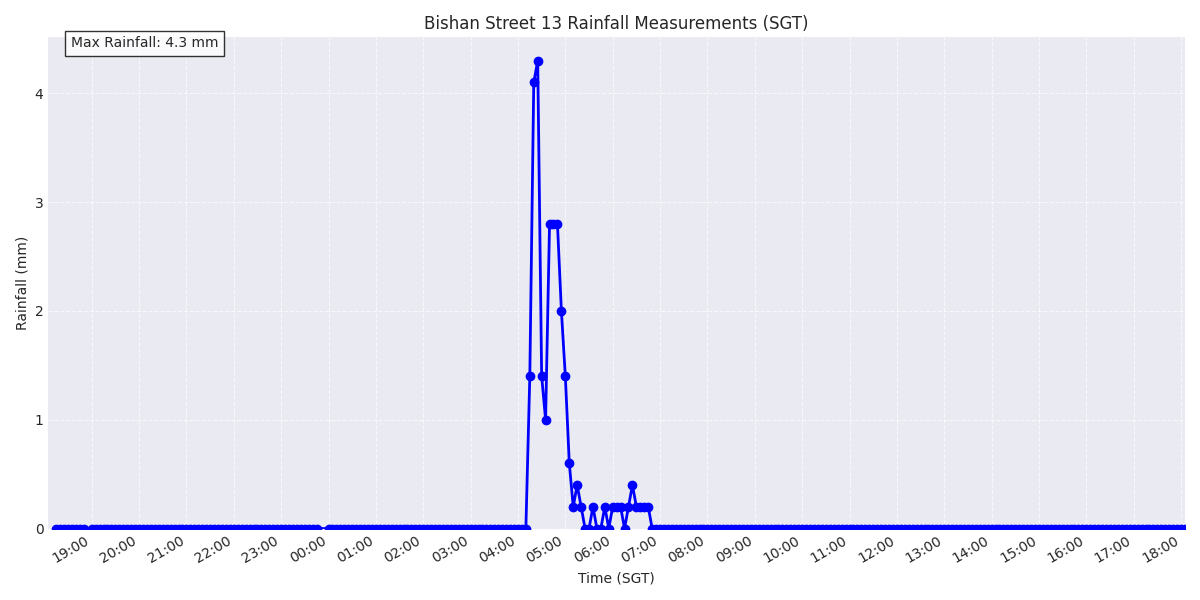 Bishan Street 13 Rainfall Measurements (SGT)
Max Rainfall: 4.3 mm
Rainfall (mm)
4
3
2
1
0
19:00 20:00 21:00 22:00 23:00 00:00 01:00 02:00 03:00 04:00 05:00 06:00 07:00 08:00 09:00 10:00 11:00 12:00 13:00 14:00 15:00 16:00 17:00 18:00
Time (SGT)